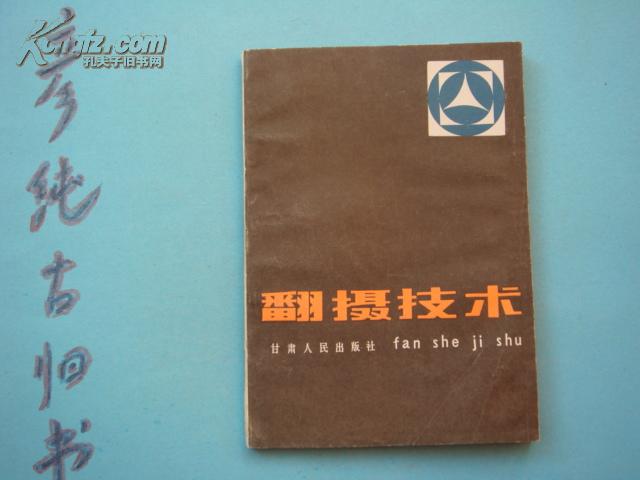 Kongfz.com
孔夫子旧书网
彦纯古旧书
翻摄技术
甘肃人民出版社 fan she ji shu